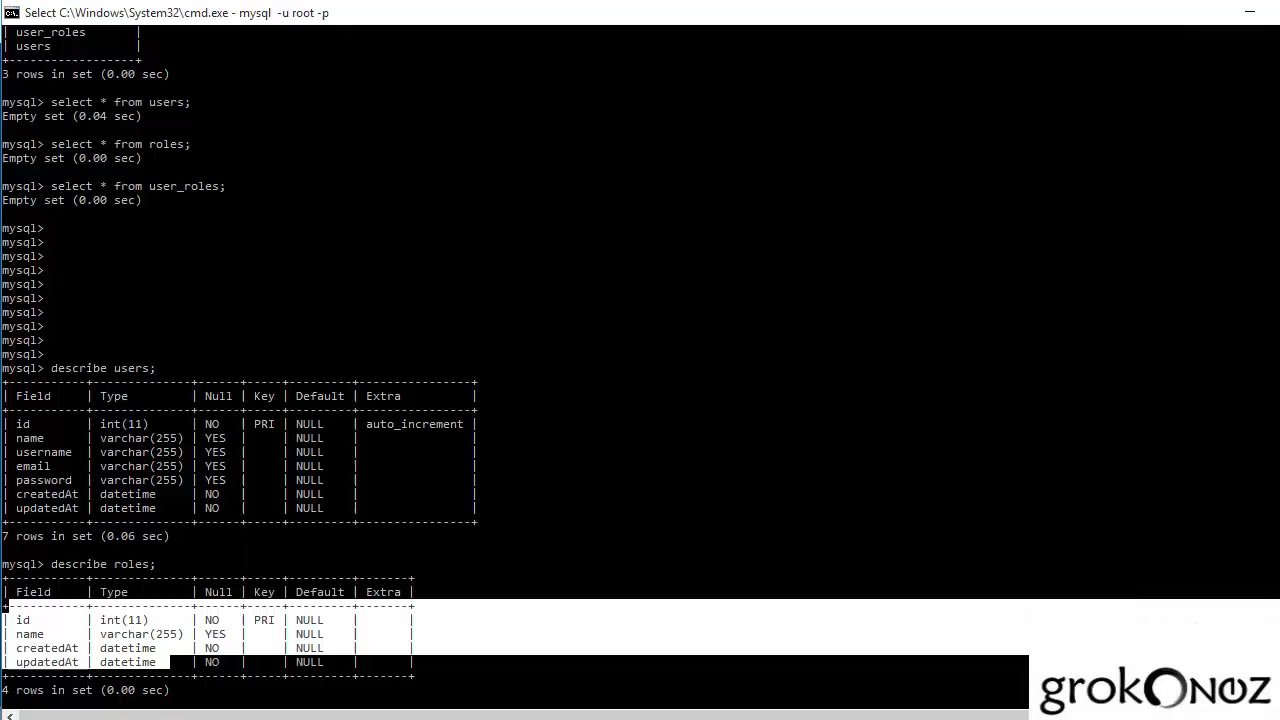 Select C:\Windows\System32\cmd.exe - mysql -u root -p
| user_roles       |
| users            |
+------------------+
3 rows in set (0.00 sec)
mysql> select * from users;
Empty set (0.04 sec)
mysql> select * from roles;
Empty set (0.00 sec)
mysql> select * from user_roles;
Empty set (0.00 sec)
mysql>
mysql>
mysql>
mysql>
mysql>
mysql>
mysql>
mysql>
mysql>
mysql>
mysql> describe users;
+-----------+--------------+------+-----+---------+----------------+
| Field     | Type         | Null | Key | Default | Extra          |
+-----------+--------------+------+-----+---------+----------------+
| id        | int(11)      | NO   | PRI | NULL    | auto_increment |
| name      | varchar(255) | YES  |     | NULL    |                |
| username  | varchar(255) | YES  |     | NULL    |                |
| email     | varchar(255) | YES  |     | NULL    |                |
| password  | varchar(255) | YES  |     | NULL    |                |
| createdAt | datetime     | NO   |     | NULL    |                |
| updatedAt | datetime     | NO   |     | NULL    |                |
+-----------+--------------+------+-----+---------+----------------+
7 rows in set (0.06 sec)
mysql> describe roles;
+-----------+--------------+------+-----+---------+-------+
| Field     | Type         | Null | Key | Default | Extra |
+-----------+--------------+------+-----+---------+-------+
| id        | int(11)      | NO   | PRI | NULL    |       |
| name      | varchar(255) | YES  |     | NULL    |       |
| createdAt | datetime     | NO   |     | NULL    |       |
| updatedAt | datetime     | NO   |     | NULL    |       |
+-----------+--------------+------+-----+---------+-------+
4 rows in set (0.00 sec)
grokonez